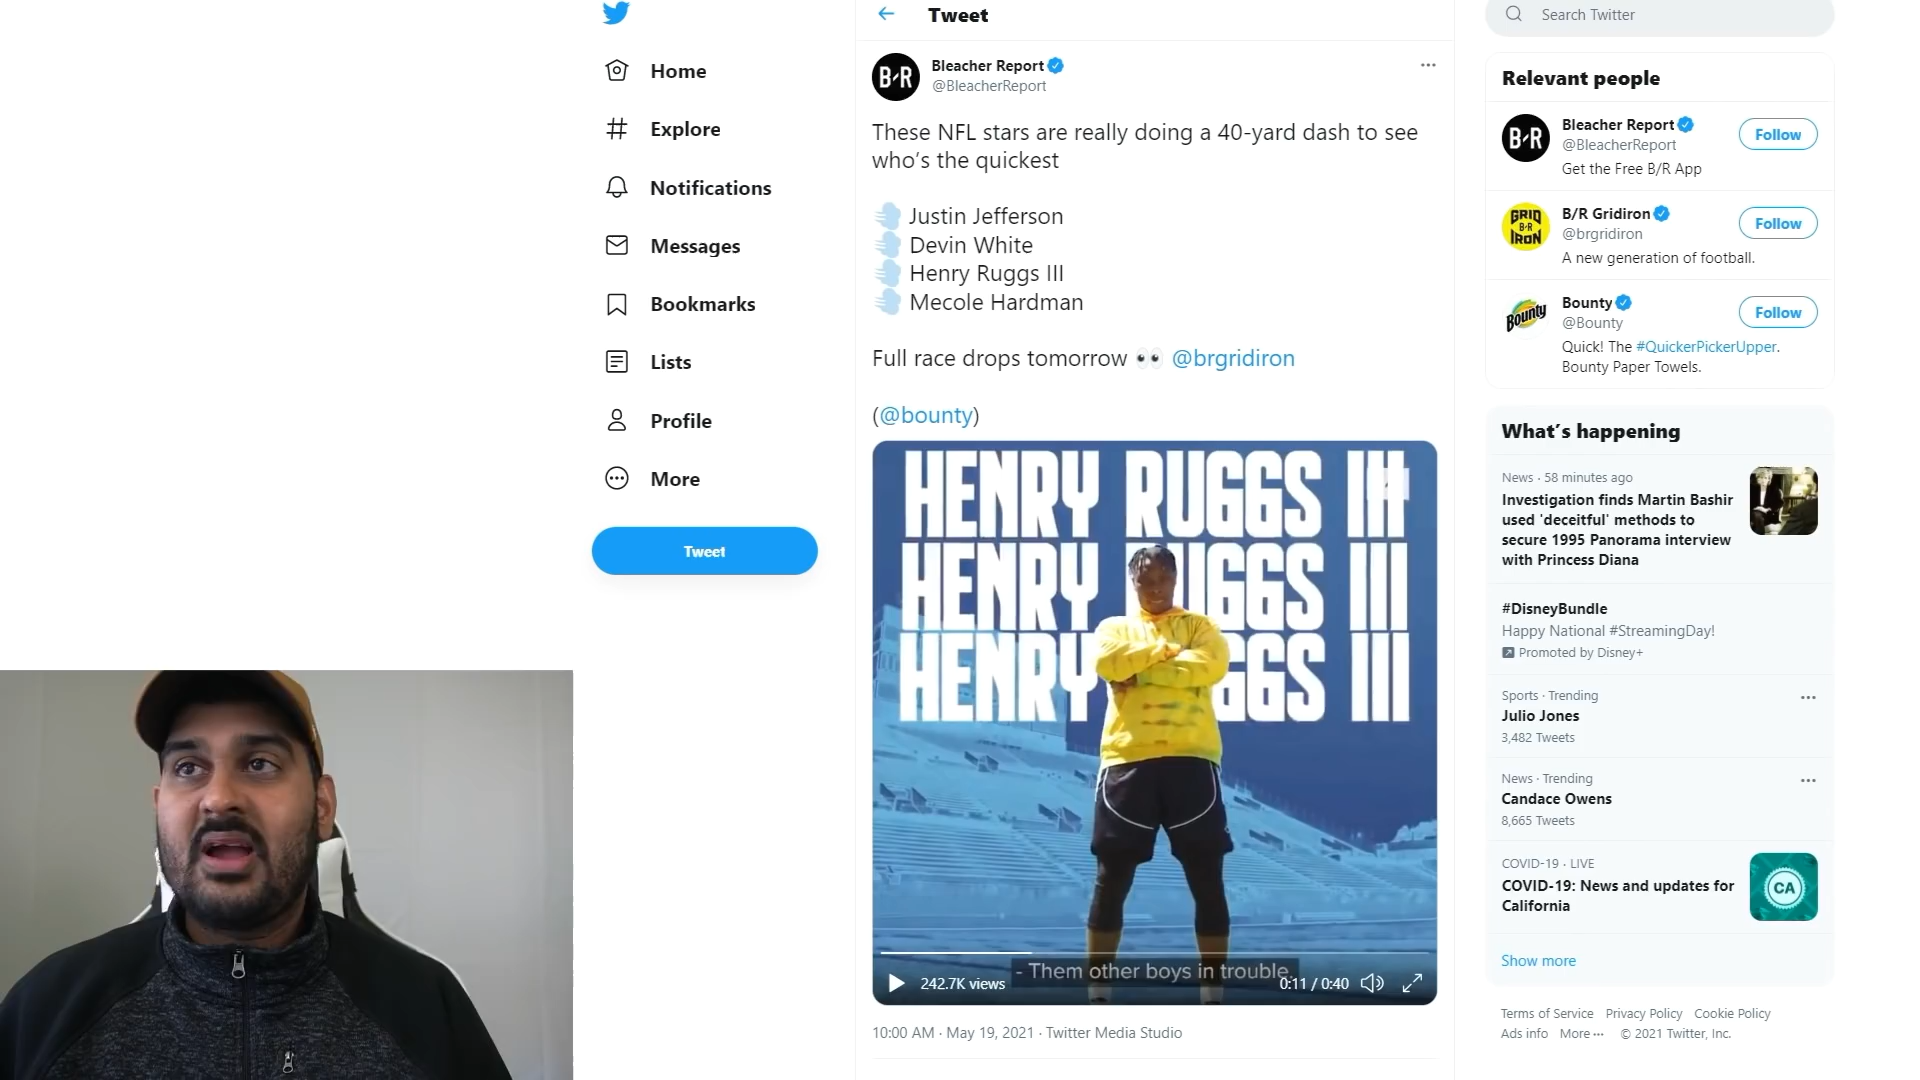 Home
Explore
Notifications
Messages
Bookmarks
Lists
Profile
More
Tweet
Tweet
B/R
Bleacher Report
@BleacherReport
These NFL stars are really doing a 40-yard dash to see
who's the quickest
Justin Jefferson
Devin White
Henry Ruggs III
Mecole Hardman
Full race drops tomorrow 👀 @brgridiron
(@bounty)
HENRY RUGGS III
HENRY RUGGS III
HENRY RUGGS III
- Them other boys in trouble.
242.7K views
0:11 / 0:40
10:00 AM · May 19, 2021 · Twitter Media Studio
Search Twitter
Relevant people
B/R
Bleacher Report
@BleacherReport
Follow
Get the Free B/R App
GRID
B/R
IRON
B/R Gridiron
@brgridiron
Follow
A new generation of football.
Bounty
Bounty
@Bounty
Follow
Quick! The #QuickerPickerUpper.
Bounty Paper Towels.
What's happening
News · 58 minutes ago
Investigation finds Martin Bashir
used 'deceitful' methods to
secure 1995 Panorama interview
with Princess Diana
#DisneyBundle
Happy National #StreamingDay!
Promoted by Disney+
Sports · Trending
Julio Jones
3,482 Tweets
News · Trending
Candace Owens
8,665 Tweets
COVID-19 · LIVE
COVID-19: News and updates for
California
CA
Show more
Terms of Service Privacy Policy Cookie Policy
Ads info More ··· © 2021 Twitter, Inc.